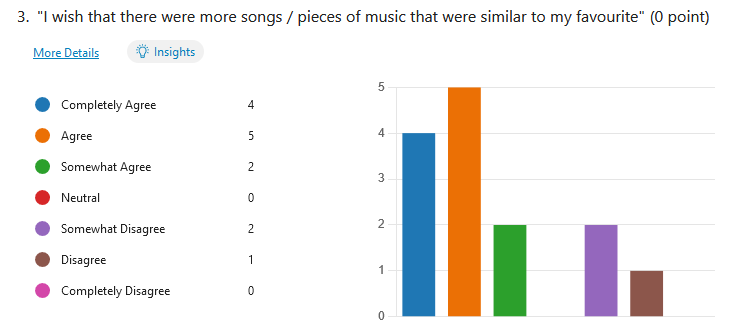 3. "I wish that there were more songs / pieces of music that were similar to my favourite" (0 point)
More Details Insights
Completely Agree 4
Agree 5
Somewhat Agree 2
Neutral 0
Somewhat Disagree 2
Disagree 1
Completely Disagree 0
5
4
3
2
1
0